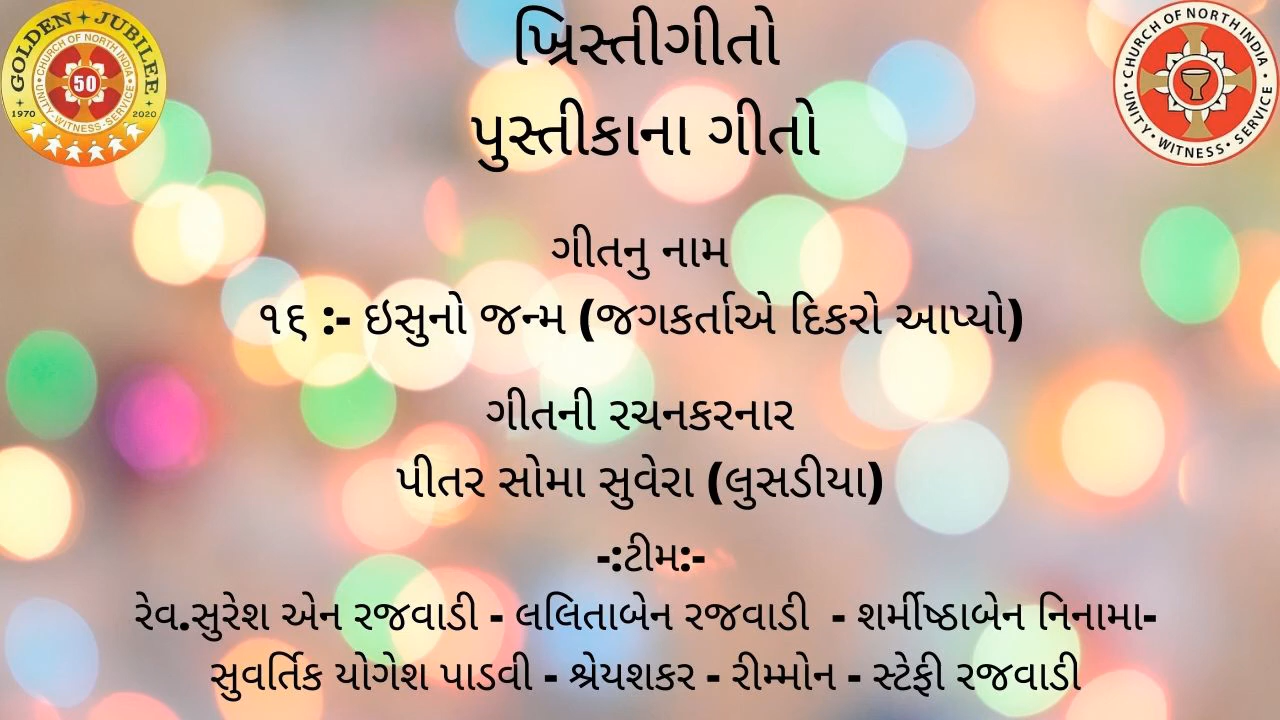 GOLDEN JUBILEE
CHURCH OF NORTH INDIA
50
UNITY · WITNESS · SERVICE
1970 2020
CHURCH OF NORTH INDIA
UNITY · WITNESS · SERVICE
ખ્રિસ્તીગીતો
પુસ્તીકાના ગીતો
ગીતનુ નામ
૧૬ :- ઇસુનો જન્મ (જગકર્તાએ દિકરો આપ્યો)
ગીતની રચનકરનાર
પીતર સોમા સુવેરા (લુસડીયા)
-:ટીમ:-
રેવ.સુરેશ એન રજવાડી - લલિતાબેન રજવાડી - શર્મીષ્ઠાબેન નિનામા-
સુવર્તિક યોગેશ પાડવી - શ્રેયશકર - રીમ્મોન - સ્ટેફી રજવાડી